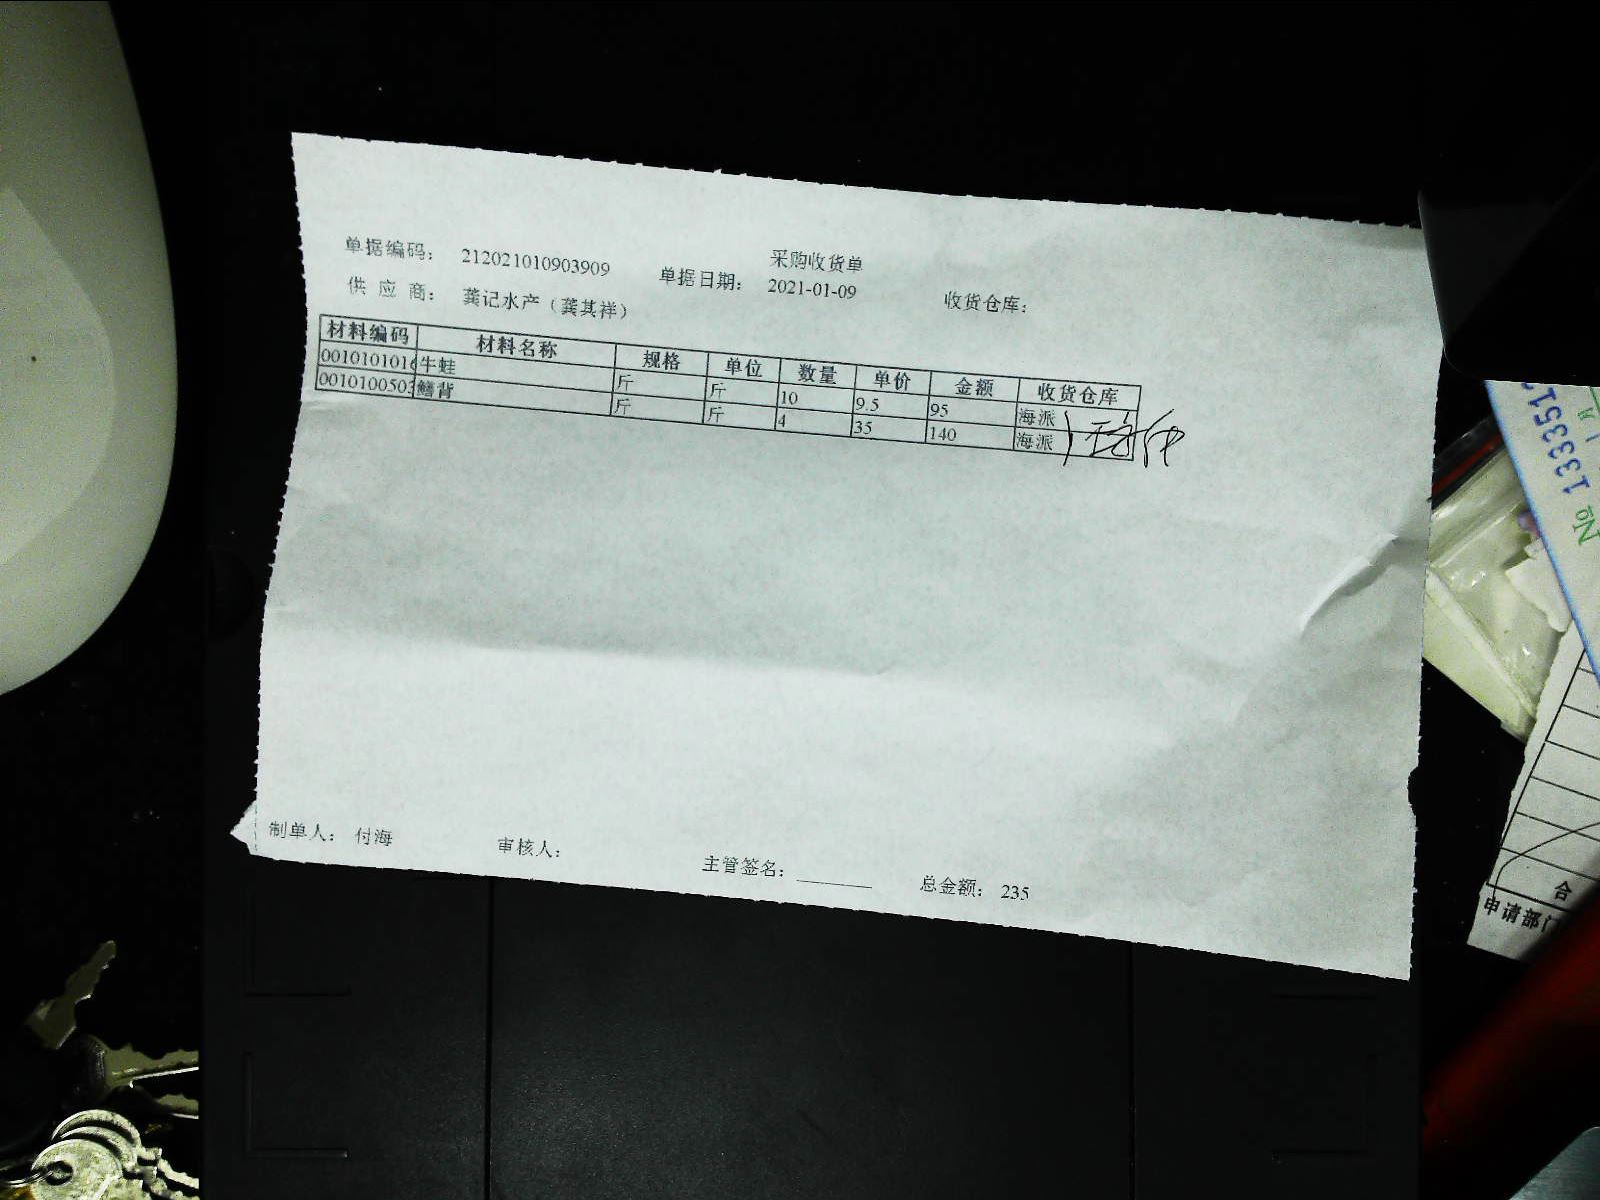 采购收货单
单据编码： 212021010903909 单据日期： 2021-01-09 收货仓库：
供 应 商： 龚记水产（龚其祥）
材料编码 材料名称 规格 单位 数量 单价 金额 收货仓库
0010101016 牛蛙 斤 斤 10 9.5 95 海派
0010100503 鳝背 斤 斤 4 35 140 海派
制单人： 付海 审核人： 主管签名： 总金额： 235
№ 133351
合
申请部门